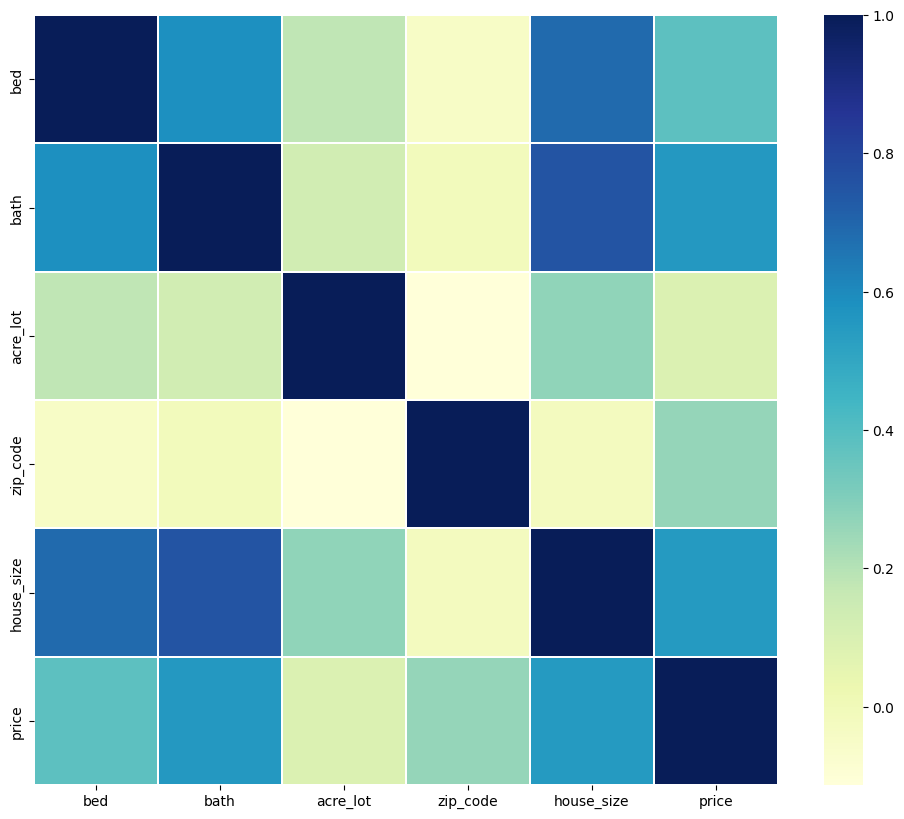 bed
bath
acre_lot
zip_code
house_size
price
bed
bath
acre_lot
zip_code
house_size
price
1.0
0.8
0.6
0.4
0.2
0.0